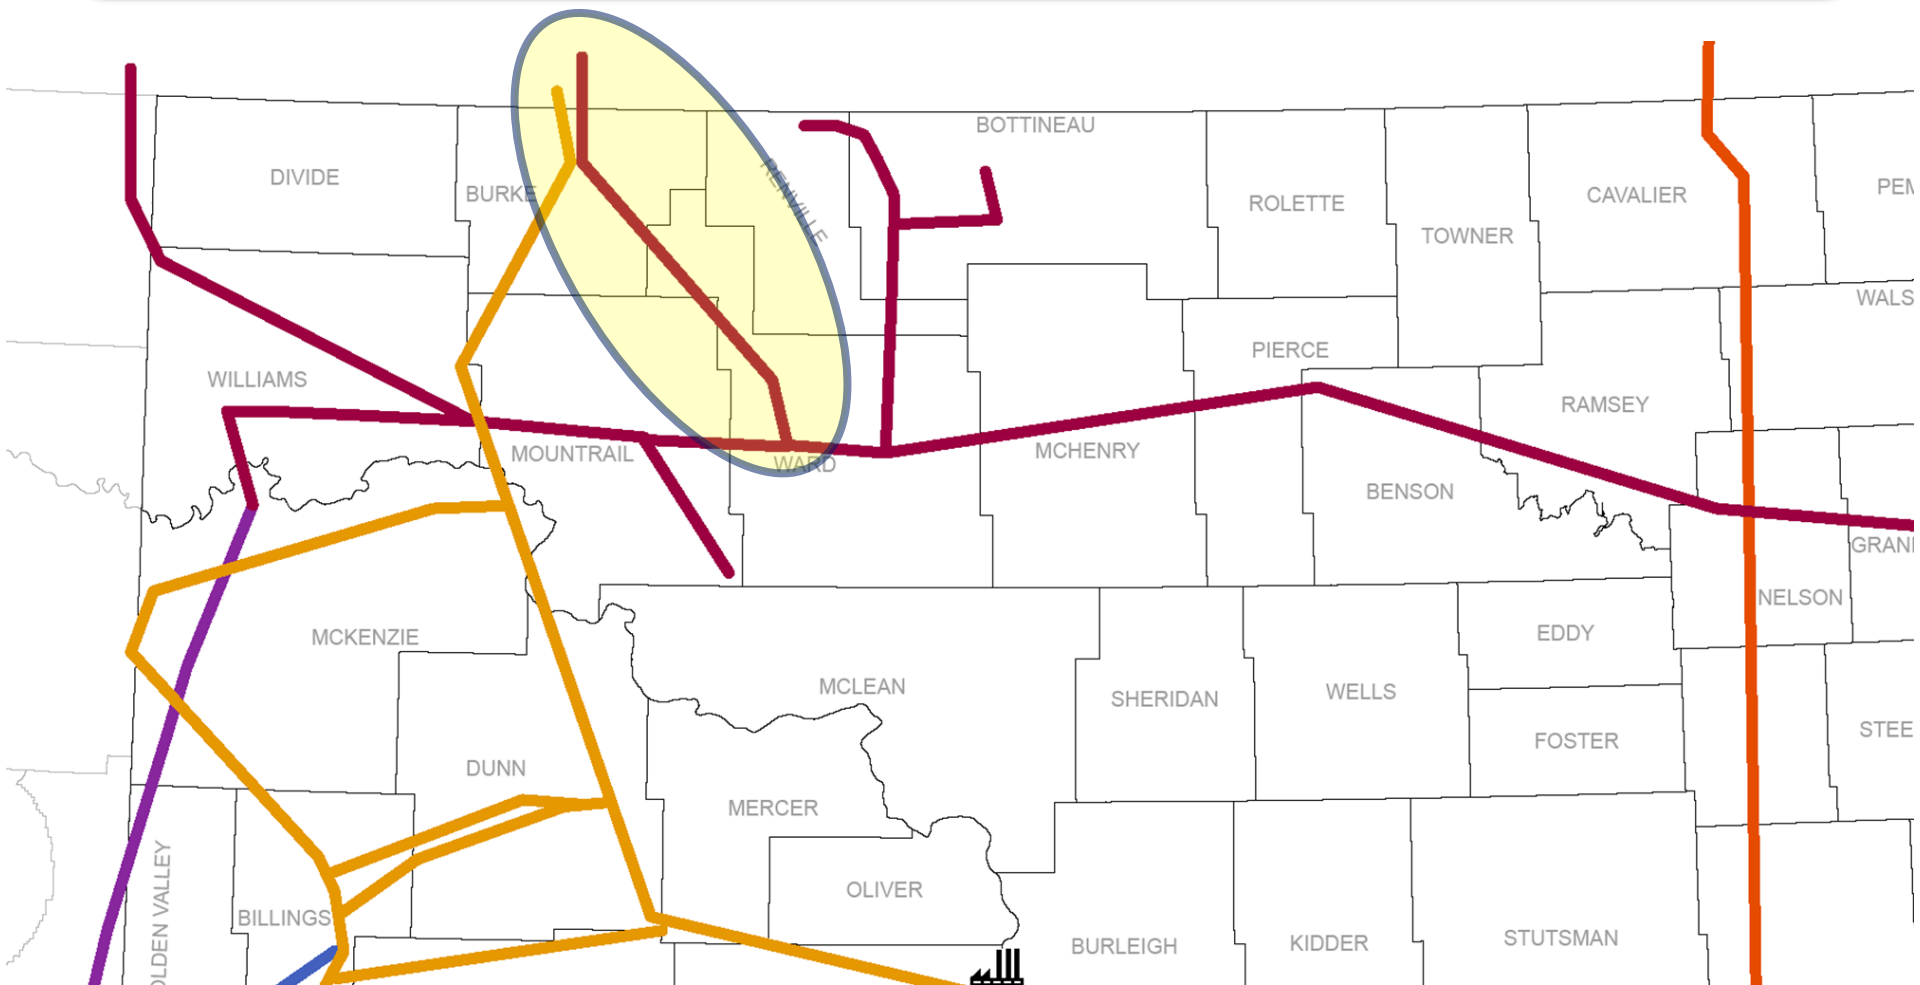 BOTTINEAU
DIVIDE
BURKE
RENVILLE
ROLETTE
CAVALIER
PEM
TOWNER
WALS
WILLIAMS
PIERCE
RAMSEY
MOUNTRAIL
WARD
MCHENRY
BENSON
GRAN
NELSON
MCKENZIE
EDDY
MCLEAN
SHERIDAN
WELLS
STEE
FOSTER
DUNN
MERCER
OLDEN VALLEY
OLIVER
BILLINGS
BURLEIGH
KIDDER
STUTSMAN